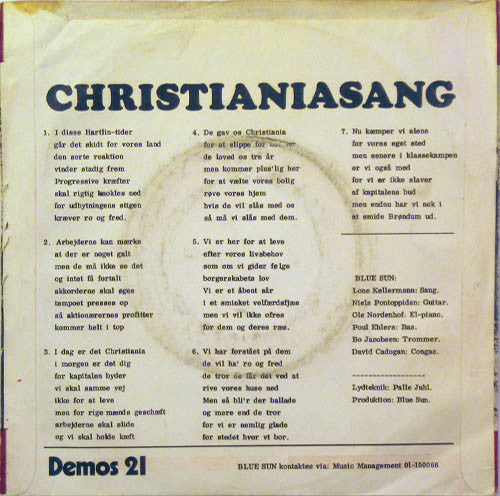 CHRISTIANIASANG
1. I disse Hartlin-tider
går det skidt for vores land
den sorte reaktion
vinder stadig frem
Progressive kræfter
skal rigtig knokles ned
for udbytningens stigen
kræver ro og fred.
2. Arbejderne kan mærke
at der er noget galt
men de må ikke se det
og intet få fortalt
akkorderne skal øges
tempoet presses op
så aktionærernes profitter
kommer helt i top
3. I dag er det Christiania
i morgen er det dig
for kapitalen byder
vi skal samme vej
ikke for at leve
men for rige mænds geschæft
arbejderne skal slide
og vi skal holde kæft
4. De gav os Christiania
for at slippe for
de loved os tre år
men kommer plus'lig her
for at vælte vores bolig
røve vores hjem
hvis de vil slås med os
så må vi slås med dem.
5. Vi er her for at leve
efter vores livsbehov
som om vi gider følge
borgerskabets lov
Vi er et åbent sår
i et sminket velfærdsfjæs
men vi vil ikke ofres
for dem og deres ræs.
6. Vi har forstået på dem
de vil ha' ro og fred
de tror de får det ved at
rive vores huse ned
Men så bli'r der ballade
og mere end de tror
for vi er nemlig glade
for stedet hvor vi bor.
7. Nu kæmper vi alene
for vores eget sted
men senere i klassekampen
er vi også med
for vi er ikke slaver
af kapitalens bud
men endnu har vi nok i
at smide Brøndum ud.
BLUE SUN:
Lone Kellermann: Sang.
Niels Pontoppidan: Guitar.
Ole Nordenhof: El-piano.
Poul Ehlers: Bas.
Bo Jacobsen: Trommer.
David Cadogan: Congas.
Lydteknik: Palle Juhl.
Produktion: Blue Sun.
Demos 21
BLUE SUN kontaktes via: Music Management 01-150066